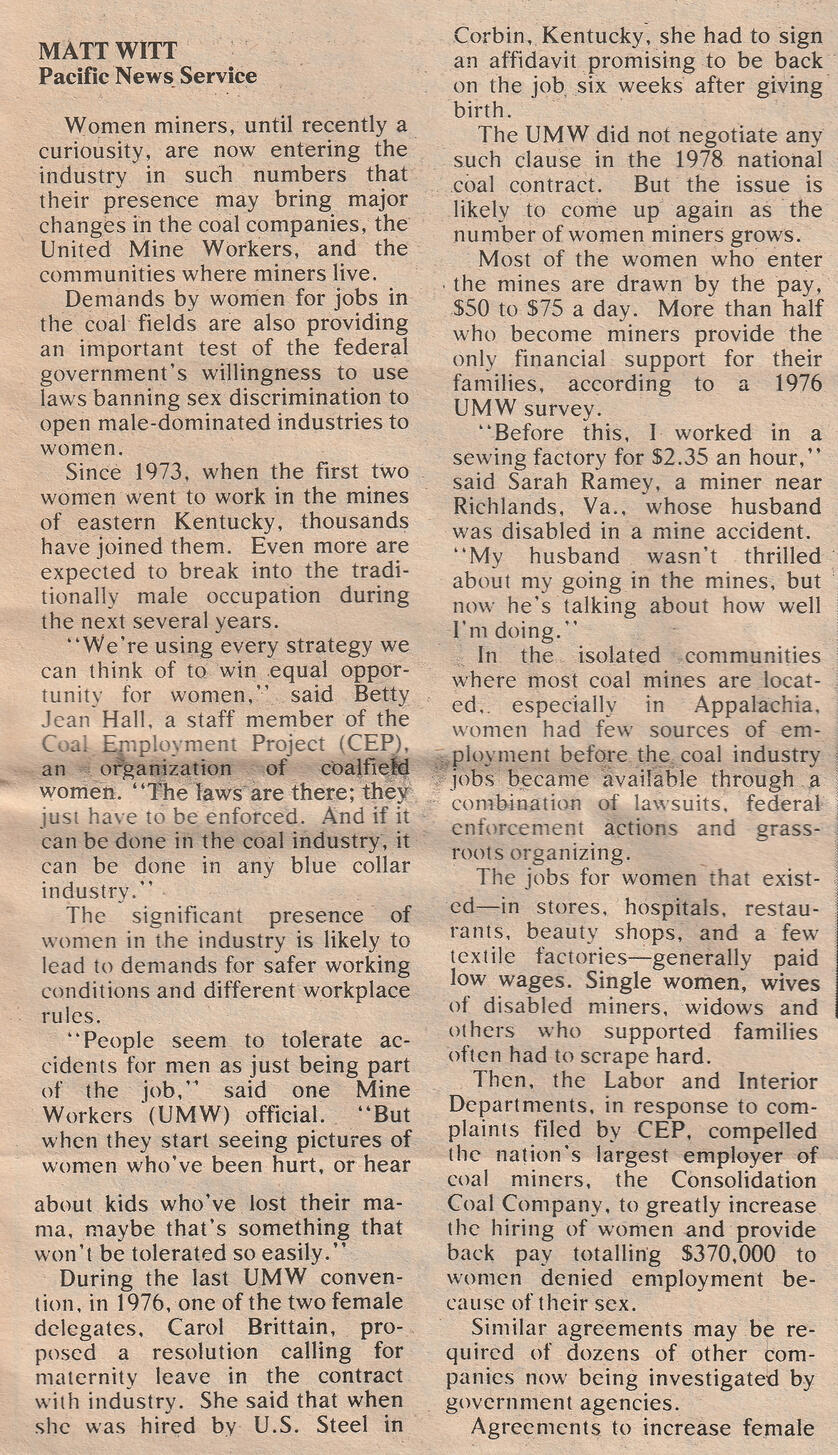 MATT WITT
Pacific News Service
Women miners, until recently a
curiousity, are now entering the
industry in such numbers that
their presence may bring major
changes in the coal companies, the
United Mine Workers, and the
communities where miners live.
Demands by women for jobs in
the coal fields are also providing
an important test of the federal
government's willingness to use
laws banning sex discrimination to
open male-dominated industries to
women.
Since 1973, when the first two
women went to work in the mines
of eastern Kentucky, thousands
have joined them. Even more are
expected to break into the tradi-
tionally male occupation during
the next several years.
"We're using every strategy we
can think of to win equal oppor-
tunity for women," said Betty
Jean Hall, a staff member of the
Coal Employment Project (CEP),
an organization of coalfield
women. "The laws are there; they
just have to be enforced. And if it
can be done in the coal industry, it
can be done in any blue collar
industry."
The significant presence of
women in the industry is likely to
lead to demands for safer working
conditions and different workplace
rules.
"People seem to tolerate ac-
cidents for men as just being part
of the job," said one Mine
Workers (UMW) official. "But
when they start seeing pictures of
women who've been hurt, or hear
about kids who've lost their ma-
ma, maybe that's something that
won't be tolerated so easily."
During the last UMW conven-
tion, in 1976, one of the two female
delegates, Carol Brittain, pro-
posed a resolution calling for
maternity leave in the contract
with industry. She said that when
she was hired by U.S. Steel in
Corbin, Kentucky, she had to sign
an affidavit promising to be back
on the job six weeks after giving
birth.
The UMW did not negotiate any
such clause in the 1978 national
coal contract. But the issue is
likely to come up again as the
number of women miners grows.
Most of the women who enter
the mines are drawn by the pay,
$50 to $75 a day. More than half
who become miners provide the
only financial support for their
families, according to a 1976
UMW survey.
"Before this, I worked in a
sewing factory for $2.35 an hour,"
said Sarah Ramey, a miner near
Richlands, Va., whose husband
was disabled in a mine accident.
"My husband wasn't thrilled
about my going in the mines, but
now he's talking about how well
I'm doing."
In the isolated communities
where most coal mines are locat-
ed, especially in Appalachia,
women had few sources of em-
ployment before the coal industry
jobs became available through a
combination of lawsuits, federal
enforcement actions and grass-
roots organizing.
The jobs for women that exist-
ed—in stores, hospitals, restau-
rants, beauty shops, and a few
textile factories—generally paid
low wages. Single women, wives
of disabled miners, widows and
others who supported families
often had to scrape hard.
Then, the Labor and Interior
Departments, in response to com-
plaints filed by CEP, compelled
the nation's largest employer of
coal miners, the Consolidation
Coal Company, to greatly increase
the hiring of women and provide
back pay totalling $370,000 to
women denied employment be-
cause of their sex.
Similar agreements may be re-
quired of dozens of other com-
panies now being investigated by
government agencies.
Agreements to increase female